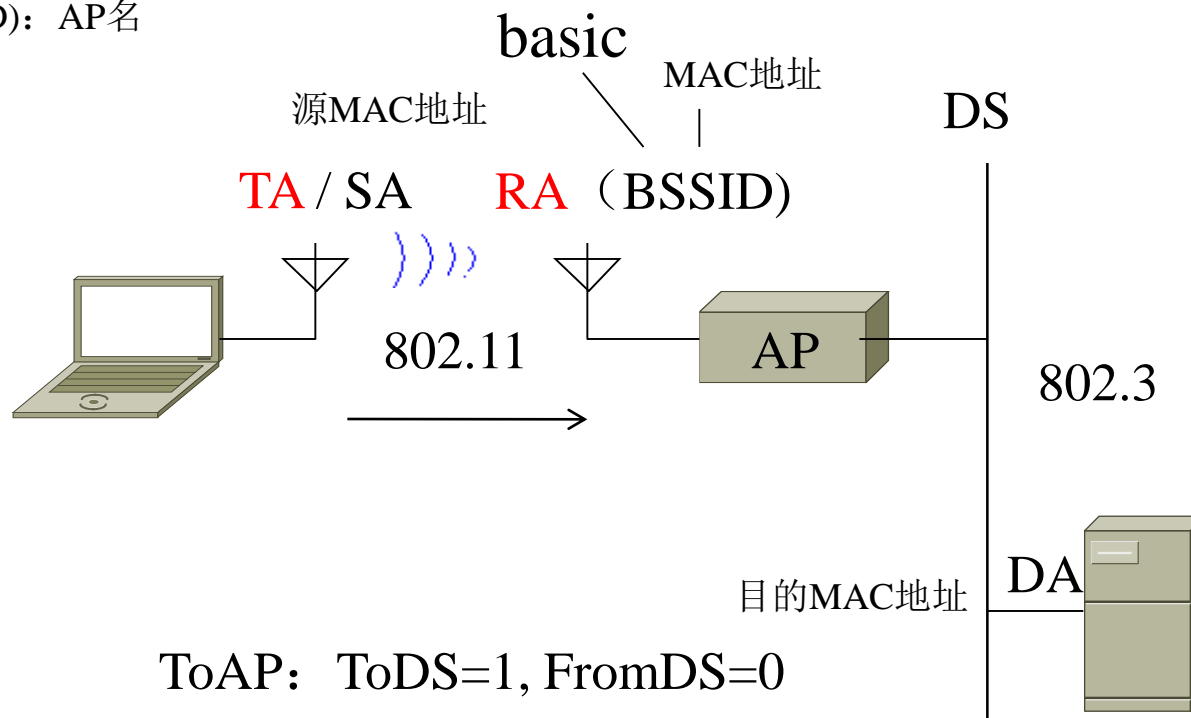 ): AP名
basic
MAC地址
源MAC地址
DS
TA / SA
RA（BSSID)
802.11
AP
802.3
目的MAC地址
DA
ToAP：ToDS=1, FromDS=0